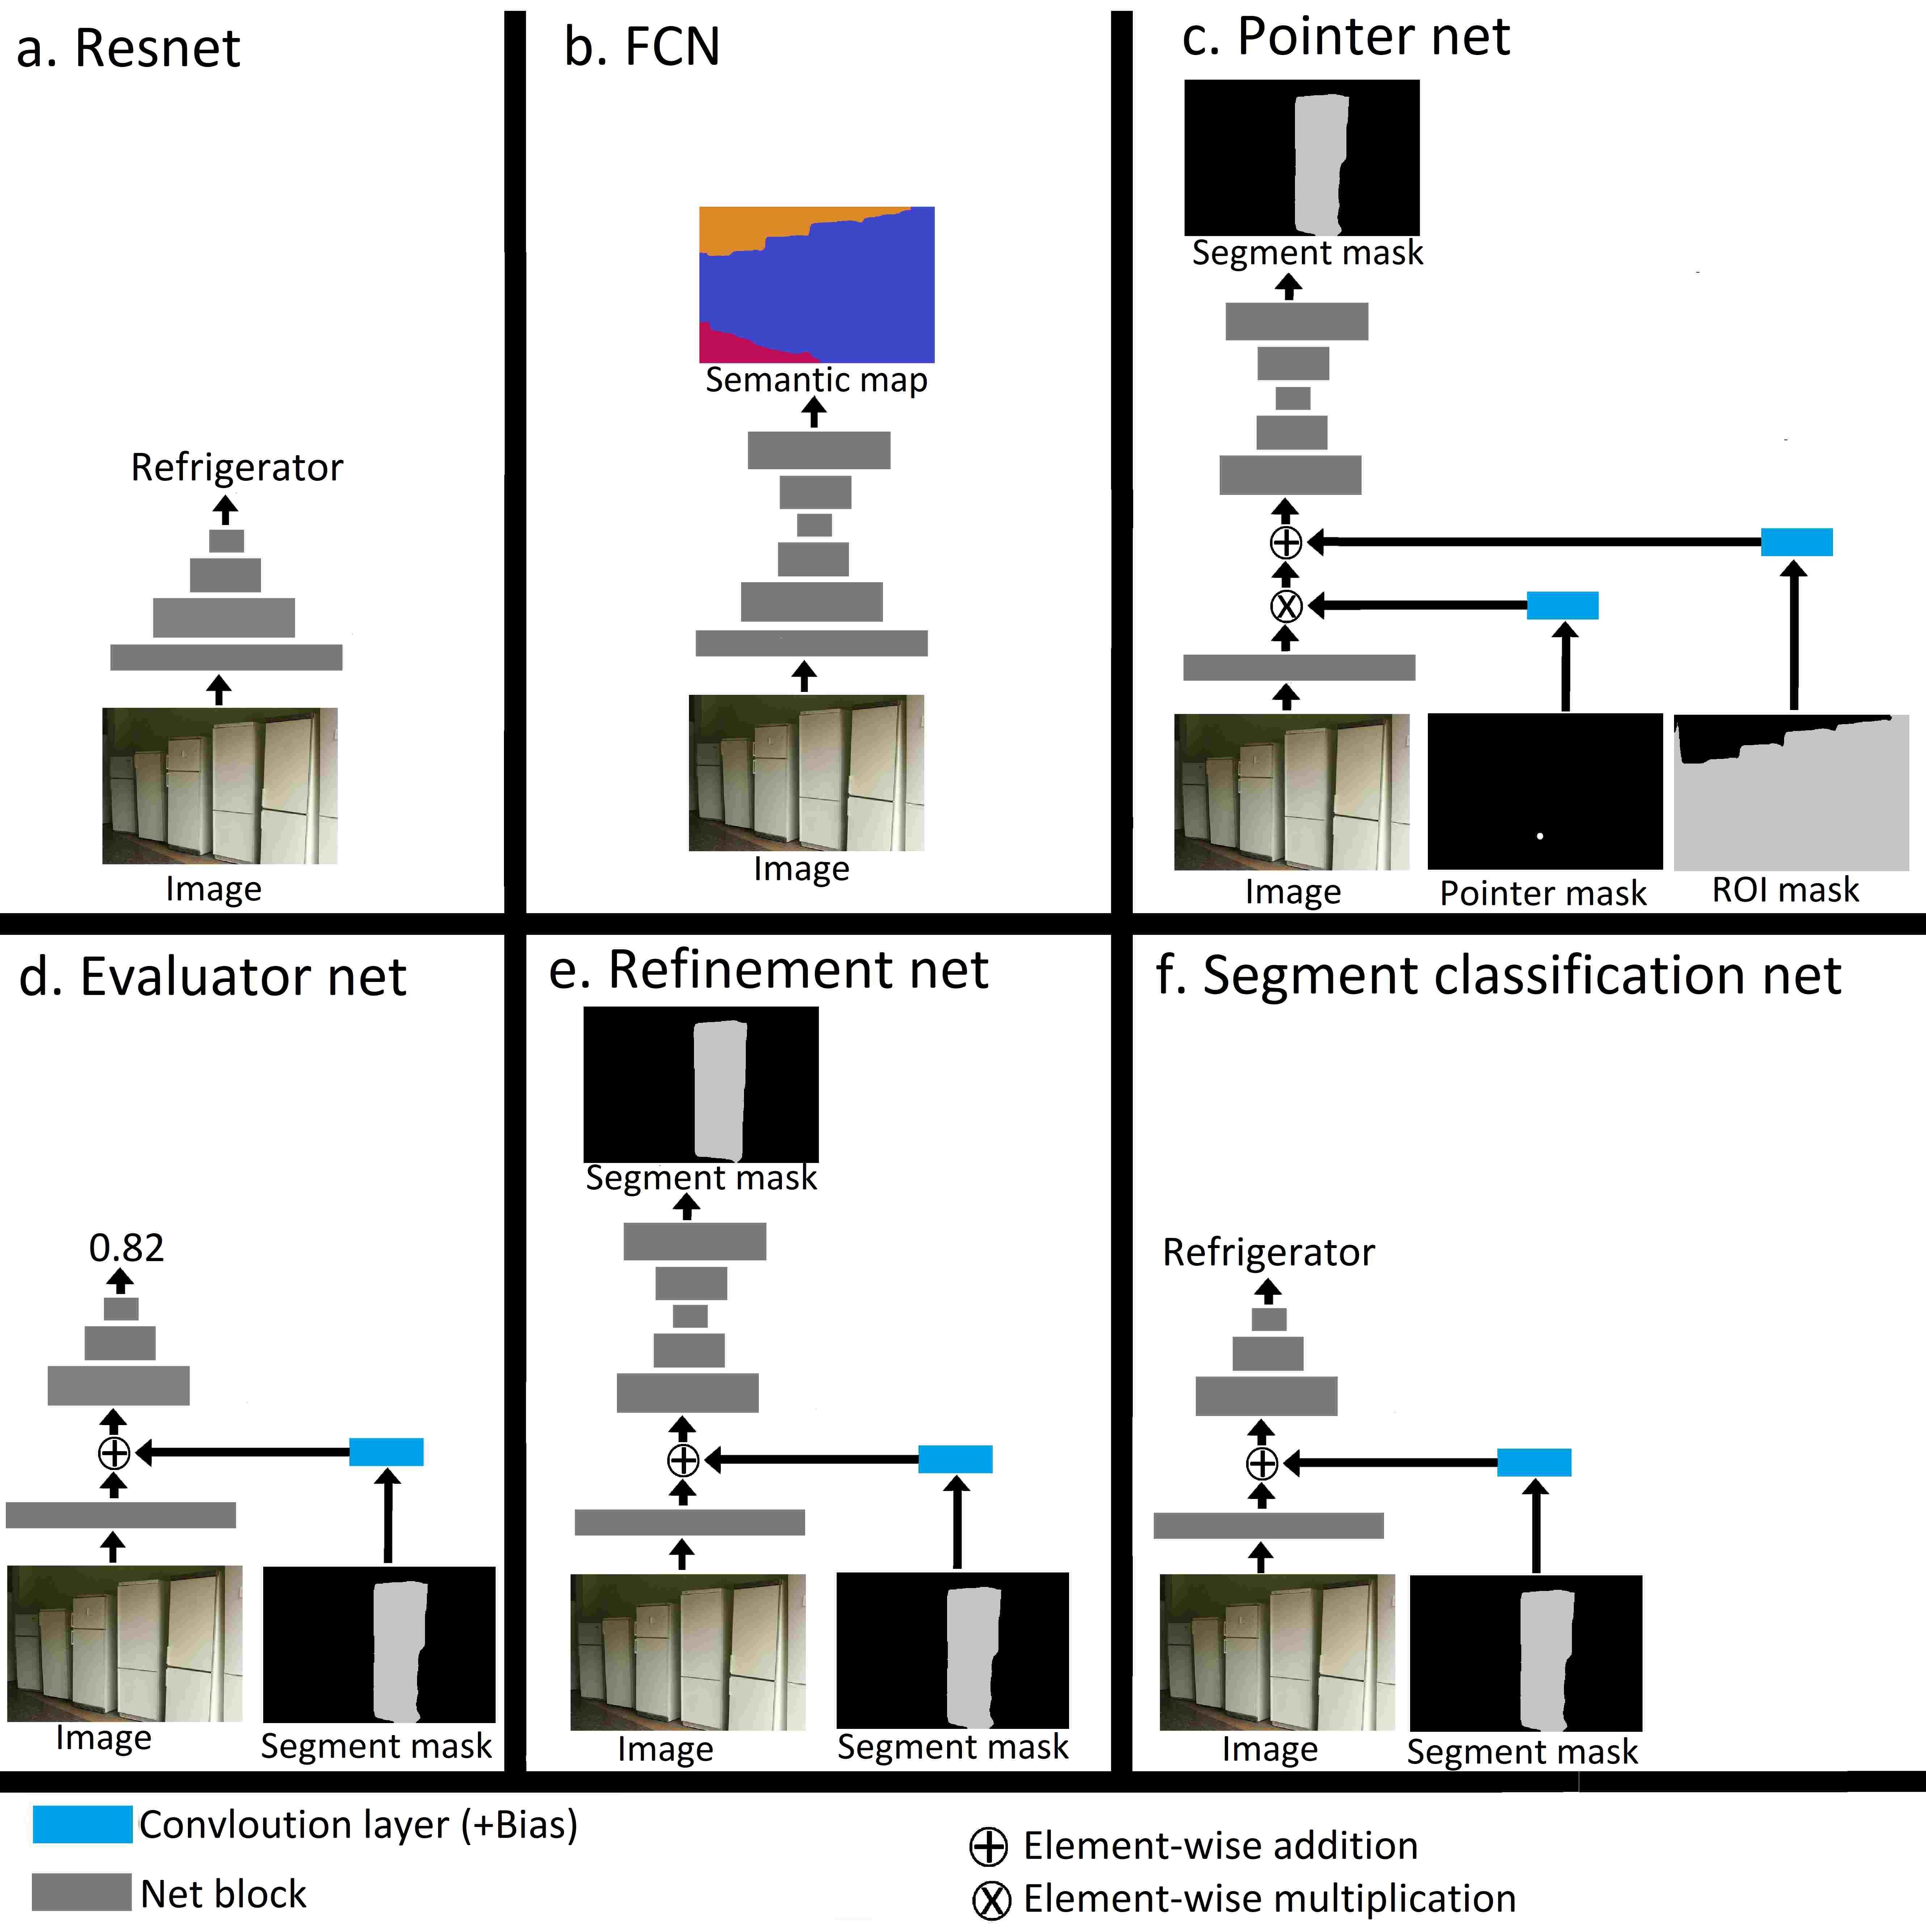 a. Resnet
Refrigerator
Image
b. FCN
Semantic map
Image
c. Pointer net
Segment mask
Image
Pointer mask
ROI mask
d. Evaluator net
0.82
Image
Segment mask
e. Refinement net
Segment mask
Image
Segment mask
f. Segment classification net
Refrigerator
Image
Segment mask
Convloution layer (+Bias)
Net block
Element-wise addition
Element-wise multiplication